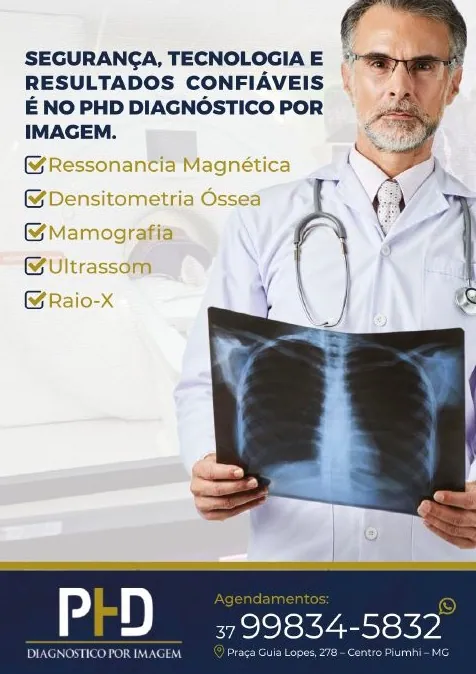 SEGURANÇA, TECNOLOGIA E
RESULTADOS CONFIÁVEIS
É NO PHD DIAGNÓSTICO POR
IMAGEM.
Ressonancia Magnética
Densitometria Óssea
Mamografia
Ultrassom
Raio-X
PHD
DIAGNÓSTICO POR IMAGEM
Agendamentos:
37 99834-5832
Praça Guia Lopes, 278 – Centro Piumhi – MG